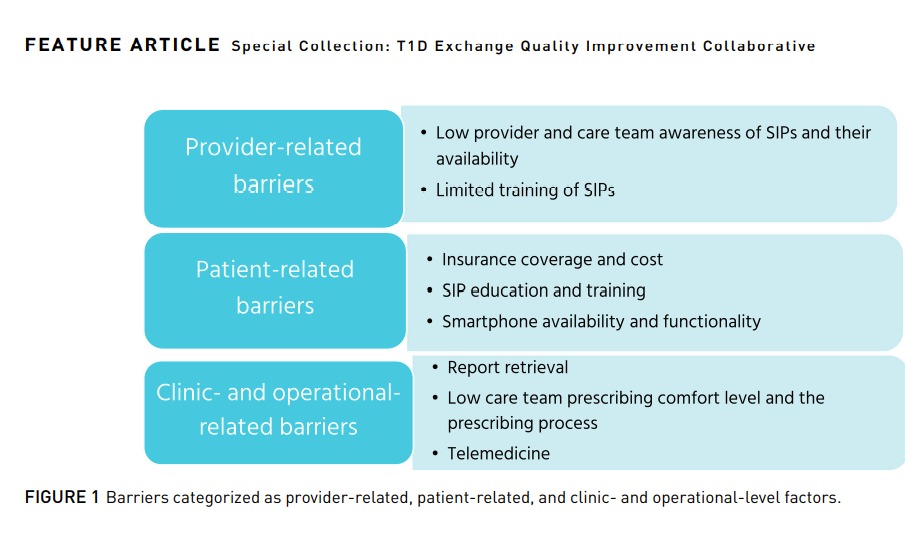 FEATURE ARTICLE Special Collection: T1D Exchange Quality Improvement Collaborative
Provider-related
barriers
• Low provider and care team awareness of SIPs and their
availability
• Limited training of SIPs
Patient-related
barriers
• Insurance coverage and cost
• SIP education and training
• Smartphone availability and functionality
Clinic- and operational-
related barriers
• Report retrieval
• Low care team prescribing comfort level and the
prescribing process
• Telemedicine
FIGURE 1 Barriers categorized as provider-related, patient-related, and clinic- and operational-level factors.